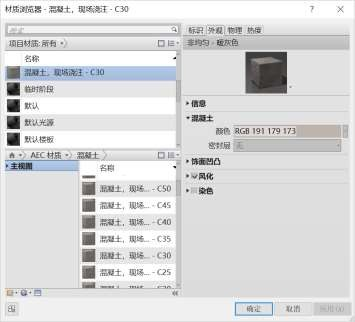 材质浏览器 - 混凝土，现场浇注 - C30
? ×
搜索
项目材质: 所有
名称
混凝土，现场浇注 - C30
临时阶段
默认
默认光源
默认楼板
AEC 材质
混凝土
主视图
名称
混凝土，现场... - C50
混凝土，现场... - C45
混凝土，现场... - C40
混凝土，现场... - C35
混凝土，现场... - C30
混凝土，现场... - C25
标识 外观 物理 热度
非均匀 - 暖灰色
信息
混凝土
颜色 RGB 191 179 173
密封层 无
饰面凹凸
风化
染色
确定 取消 应用(A)